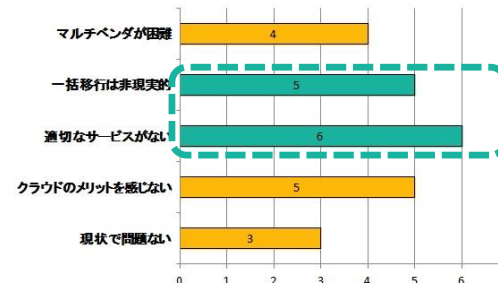 マルチベンダが困難
4
一括移行は非現実的
5
適切なサービスがない
6
クラウドのメリットを感じない
5
現状で問題ない
3
0 1 2 3 4 5 6